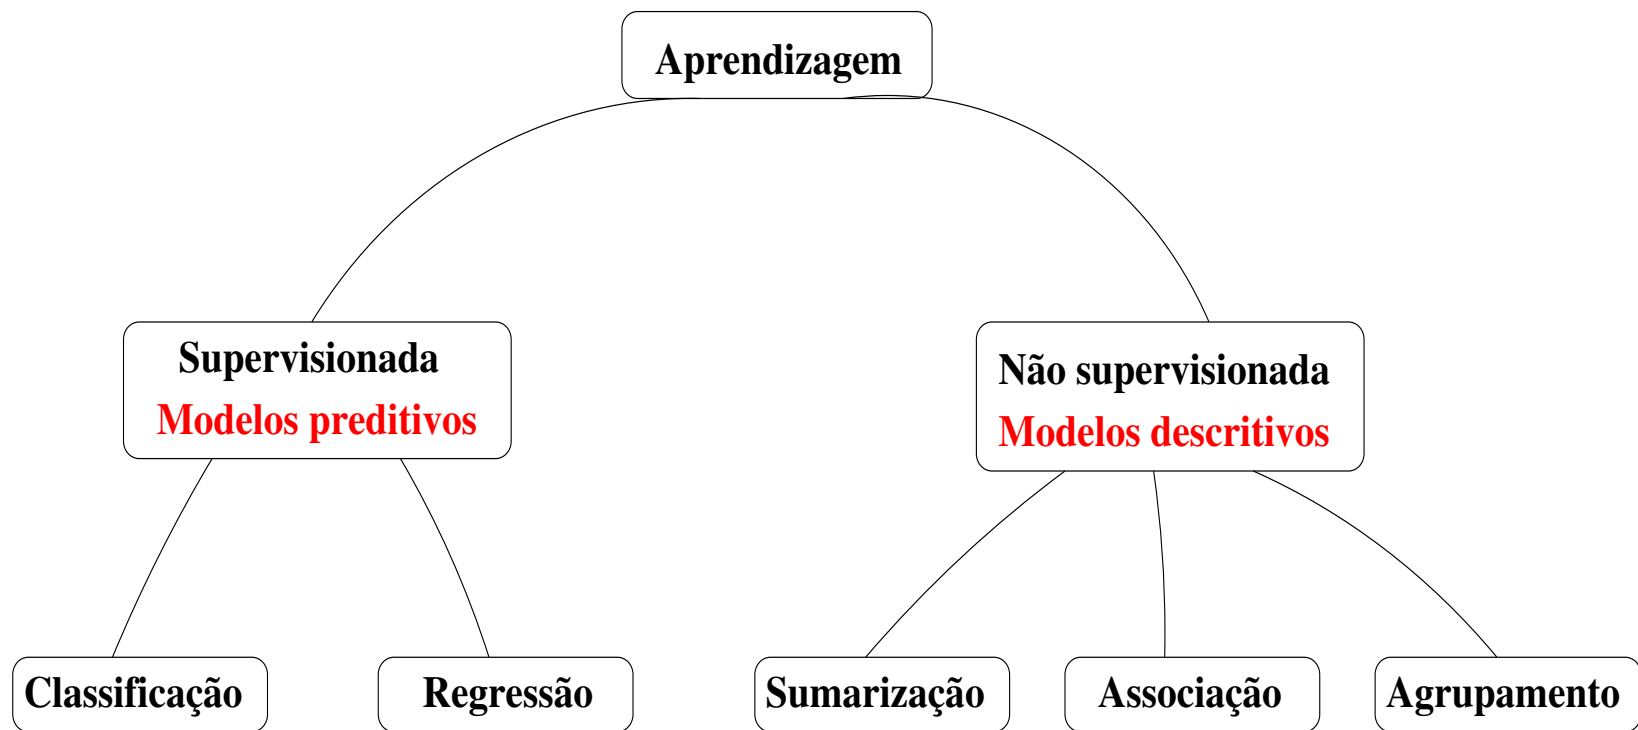 Aprendizagem
Supervisionada
Modelos preditivos
Não supervisionada
Modelos descritivos
Classificação
Regressão
Sumarização
Associação
Agrupamento